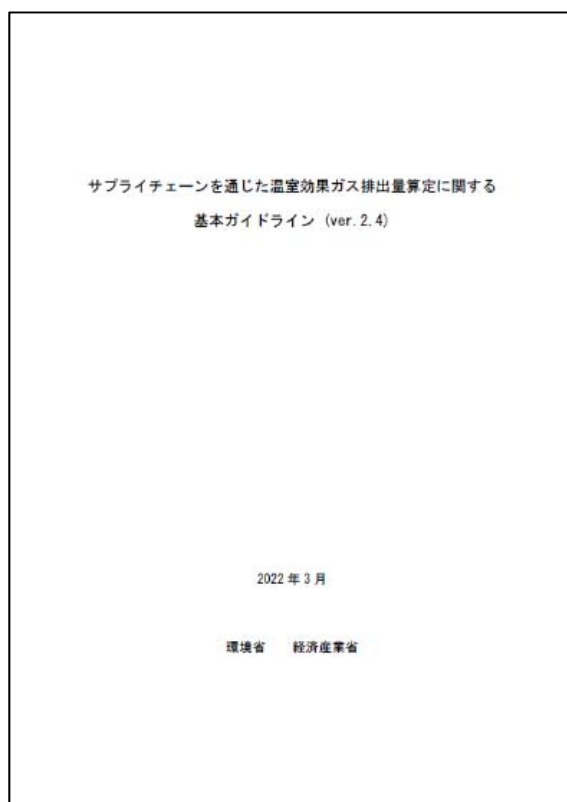 サプライチェーンを通じた温室効果ガス排出量算定に関する
基本ガイドライン (ver.2.4)
2022年3月
環境省　　経済産業省